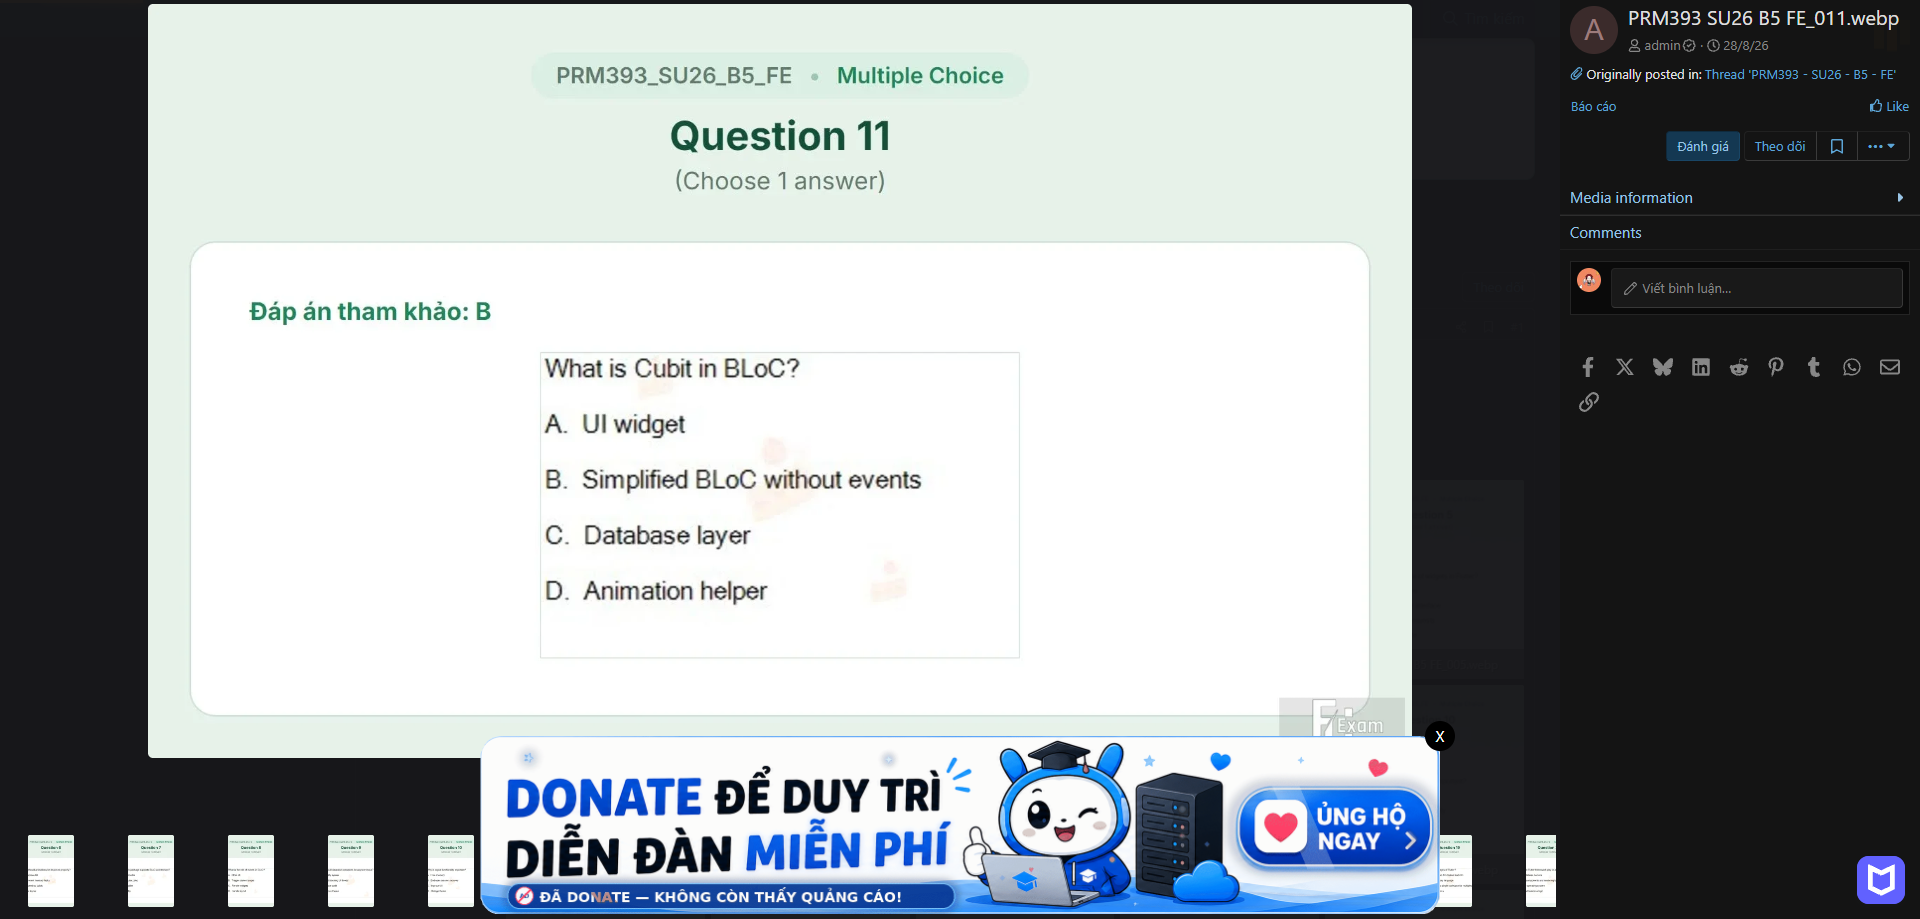 PRM393_SU26_B5_FE • Multiple Choice
Question 11
(Choose 1 answer)
Đáp án tham khảo: B
What is Cubit in BLoC?
A. UI widget
B. Simplified BLoC without events
C. Database layer
D. Animation helper
Exam
X
DONATE ĐỂ DUY TRÌ
DIỄN ĐÀN MIỄN PHÍ
ĐÃ DONATE — KHÔNG CÒN THẤY QUẢNG CÁO!
ỦNG HỘ
NGAY
A
PRM393 SU26 B5 FE_011.webp
admin · 28/8/26
Originally posted in: Thread 'PRM393 - SU26 - B5 - FE'
Báo cáo
Like
Đánh giá
Theo dõi
Media information
Comments
Viết bình luận...